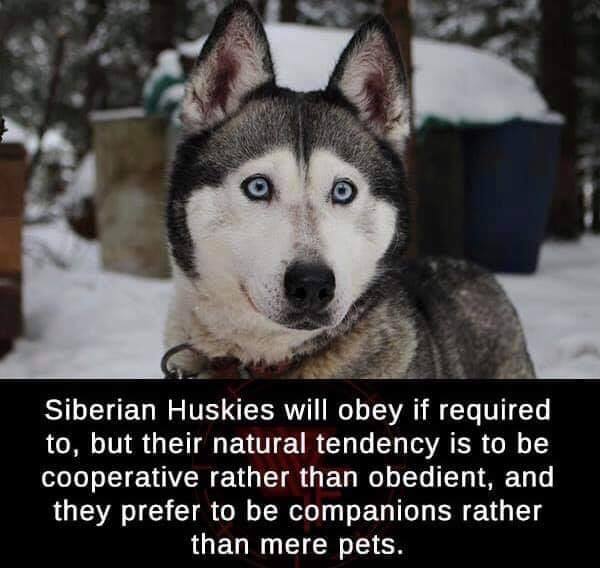 Siberian Huskies will obey if required
to, but their natural tendency is to be
cooperative rather than obedient, and
they prefer to be companions rather
than mere pets.